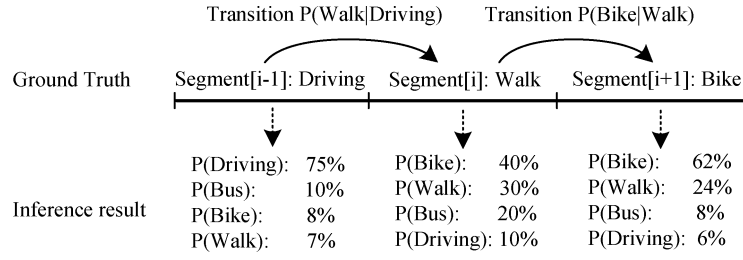 Transition P(Walk|Driving) Transition P(Bike|Walk)
Ground Truth Segment[i-1]: Driving Segment[i]: Walk Segment[i+1]: Bike
P(Driving): 75% P(Bike): 40% P(Bike): 62%
P(Bus): 10% P(Walk): 30% P(Walk): 24%
Inference result P(Bike): 8% P(Bus): 20% P(Bus): 8%
P(Walk): 7% P(Driving): 10% P(Driving): 6%